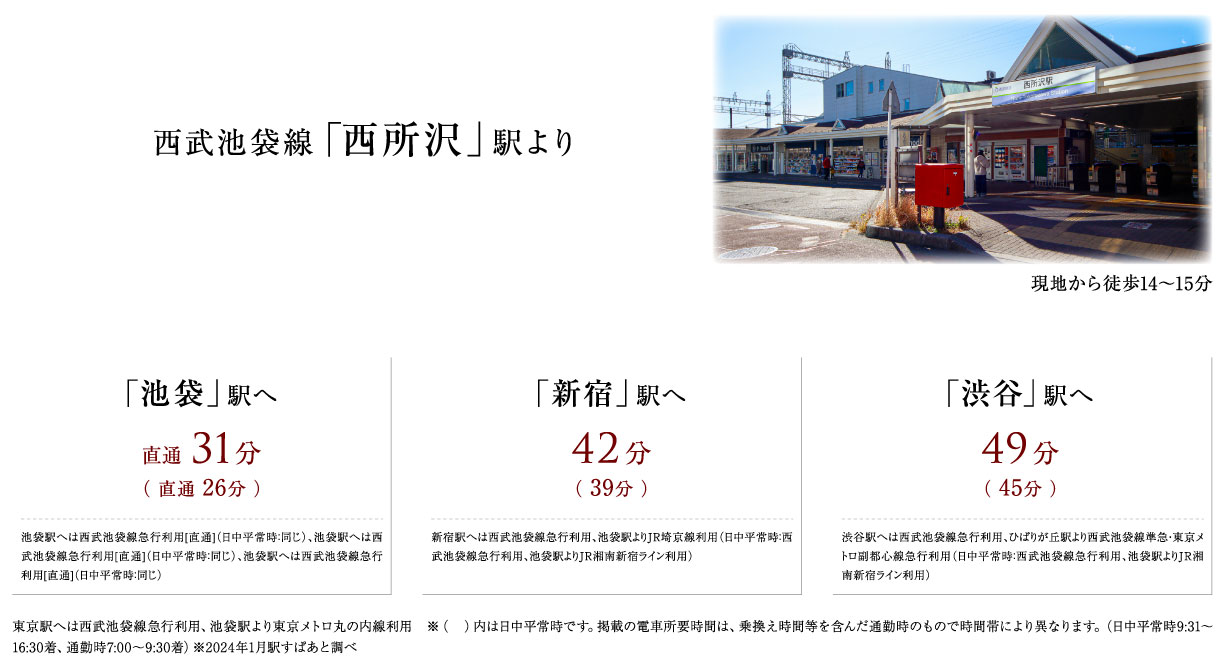 西武池袋線「西所沢」駅より
西所沢駅
現地から徒歩14〜15分
「池袋」駅へ
直通 31分
（ 直通 26分 ）
池袋駅へは西武池袋線急行利用[直通]（日中平常時：同じ）、池袋駅へは西
武池袋線急行利用[直通]（日中平常時：同じ）、池袋駅へは西武池袋線急行
利用[直通]（日中平常時：同じ）
「新宿」駅へ
42分
（ 39分 ）
新宿駅へは西武池袋線急行利用、池袋駅よりJR埼京線利用（日中平常時：西
武池袋線急行利用、池袋駅よりJR湘南新宿ライン利用）
「渋谷」駅へ
49分
（ 45分 ）
渋谷駅へは西武池袋線急行利用、ひばりが丘駅より西武池袋線準急・東京メ
トロ副都心線急行利用（日中平常時：西武池袋線急行利用、池袋駅よりJR湘
南新宿ライン利用）
東京駅へは西武池袋線急行利用、池袋駅より東京メトロ丸の内線利用　※（　）内は日中平常時です。掲載の電車所要時間は、乗換え時間等を含んだ通勤時のもので時間帯により異なります。（日中平常時9:31〜
16:30着、通勤時7:00〜9:30着）※2024年1月駅すぱあと調べ